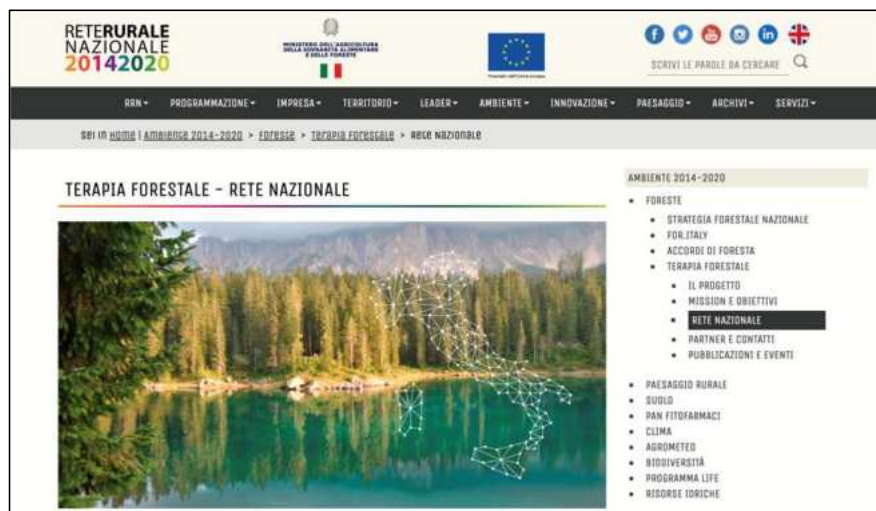 RETERURALE
NAZIONALE
20142020
MINISTERO DELL'AGRICOLTURA
DELLA SOVRANITÀ ALIMENTARE
E DELLE FORESTE
SCRIVI LE PAROLE DA CERCARE
RRN PROGRAMMAZIONE IMPRESA TERRITORIO LEADER AMBIENTE INNOVAZIONE PAESAGGIO ARCHIVI SERVIZI
sei in Home | Ambiente 2014-2020 > Foreste > Terapia Forestale > Rete Nazionale
TERAPIA FORESTALE - RETE NAZIONALE
AMBIENTE 2014-2020
FORESTE
STRATEGIA FORESTALE NAZIONALE
FOR.ITALY
ACCORDI DI FORESTA
TERAPIA FORESTALE
IL PROGETTO
MISSION E OBIETTIVI
RETE NAZIONALE
PARTNER E CONTATTI
PUBBLICAZIONI E EVENTI
PAESAGGIO RURALE
SUOLO
PAN FITOFARMACI
CLIMA
AGROMETEO
BIODIVERSITÀ
PROGRAMMA LIFE
RISORSE IDRICHE